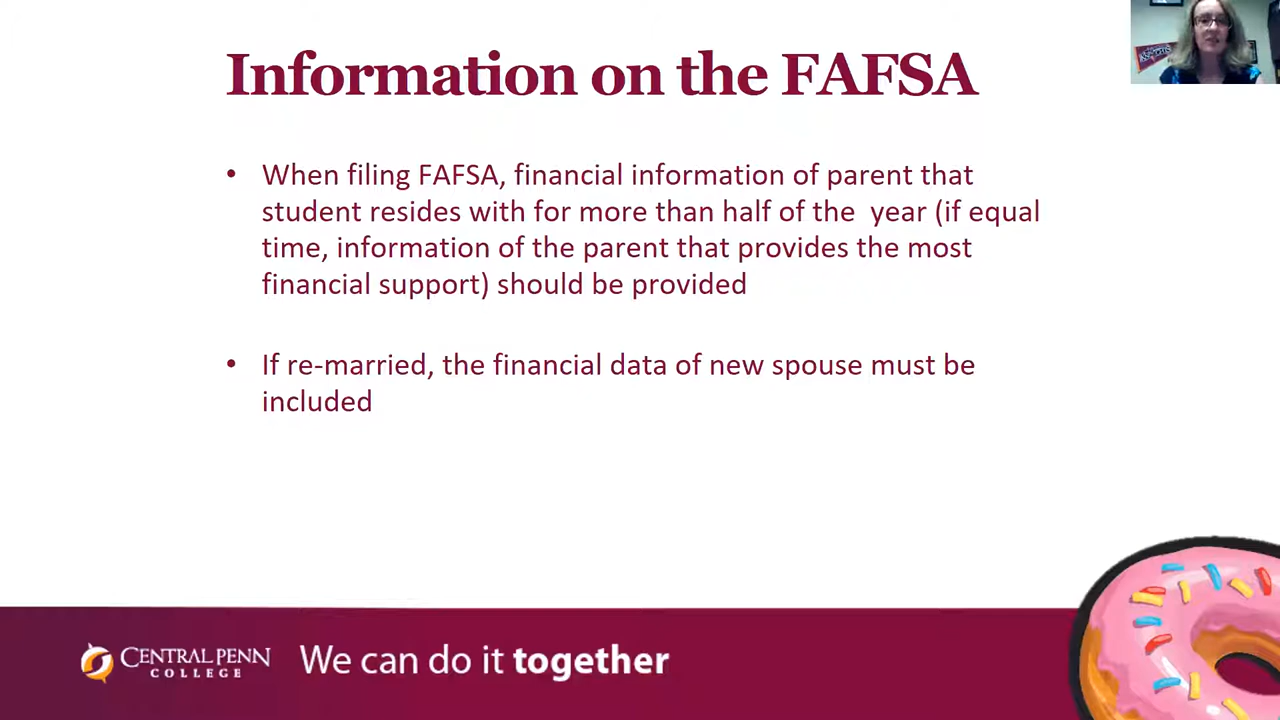 Information on the FAFSA
• When filing FAFSA, financial information of parent that
student resides with for more than half of the  year (if equal
time, information of the parent that provides the most
financial support) should be provided
• If re-married, the financial data of new spouse must be
included
CENTRAL PENN
COLLEGE
We can do it together